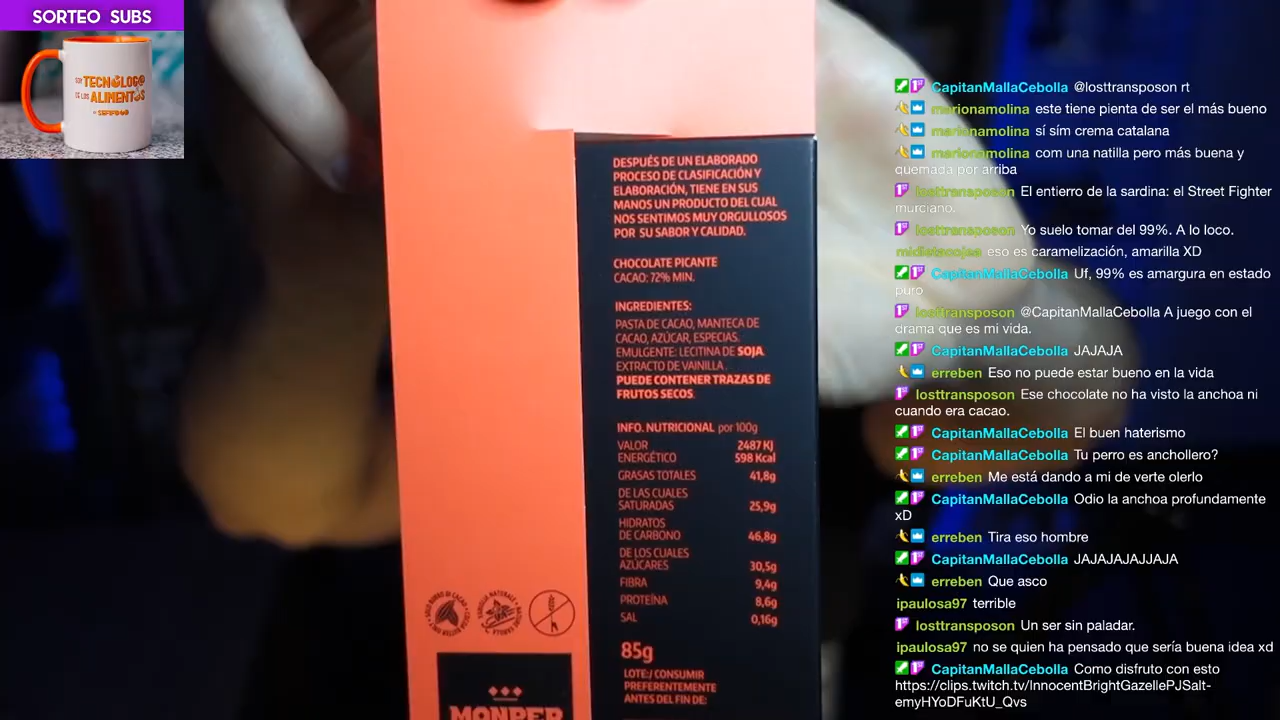 SORTEO SUBS
TECNÓLOG@
DE LOS ALIMENTOS
DESPUÉS DE UN ELABORADO
PROCESO DE CLASIFICACIÓN Y
ELABORACIÓN, TIENE EN SUS
MANOS UN PRODUCTO DEL CUAL
NOS SENTIMOS MUY ORGULLOSOS
POR SU SABOR Y CALIDAD.
CHOCOLATE PICANTE
CACAO: 72% MIN.
INGREDIENTES:
PASTA DE CACAO, MANTECA DE
CACAO, AZÚCAR, ESPECIAS.
EMULGENTE: LECITINA DE SOJA.
EXTRACTO DE VAINILLA.
PUEDE CONTENER TRAZAS DE
FRUTOS SECOS.
INFO. NUTRICIONAL por 100g
VALOR 2487 KJ
ENERGÉTICO 598 Kcal
GRASAS TOTALES 41,8g
DE LAS CUALES
SATURADAS 25,9g
HIDRATOS
DE CARBONO 46,8g
DE LOS CUALES
AZÚCARES 30,5g
FIBRA 9,4g
PROTEÍNA 8,6g
SAL 0,16g
85g
LOTE:/ CONSUMIR
PREFERENTEMENTE
ANTES DEL FIN DE:
MONPER
CapitanMallaCebolla @losttransposon rt
marionamolina este tiene pienta de ser el más bueno
marionamolina sí sím crema catalana
marionamolina com una natilla pero más buena y
quemada por arriba
losttransposon El entierro de la sardina: el Street Fighter
murciano.
losttransposon Yo suelo tomar del 99%. A lo loco.
midietacojea eso es caramelización, amarilla XD
CapitanMallaCebolla Uf, 99% es amargura en estado
puro
losttransposon @CapitanMallaCebolla A juego con el
drama que es mi vida.
CapitanMallaCebolla JAJAJA
erreben Eso no puede estar bueno en la vida
losttransposon Ese chocolate no ha visto la anchoa ni
cuando era cacao.
CapitanMallaCebolla El buen haterismo
CapitanMallaCebolla Tu perro es anchollero?
erreben Me está dando a mi de verte olerlo
CapitanMallaCebolla Odio la anchoa profundamente
xD
erreben Tira eso hombre
CapitanMallaCebolla JAJAJAJAJJAJA
erreben Que asco
ipaulosa97 terrible
losttransposon Un ser sin paladar.
ipaulosa97 no se quien ha pensado que sería buena idea xd
CapitanMallaCebolla Como disfruto con esto
https://clips.twitch.tv/InnocentBrightGazellePJSalt-
emyHYoDFuKtU_Qvs